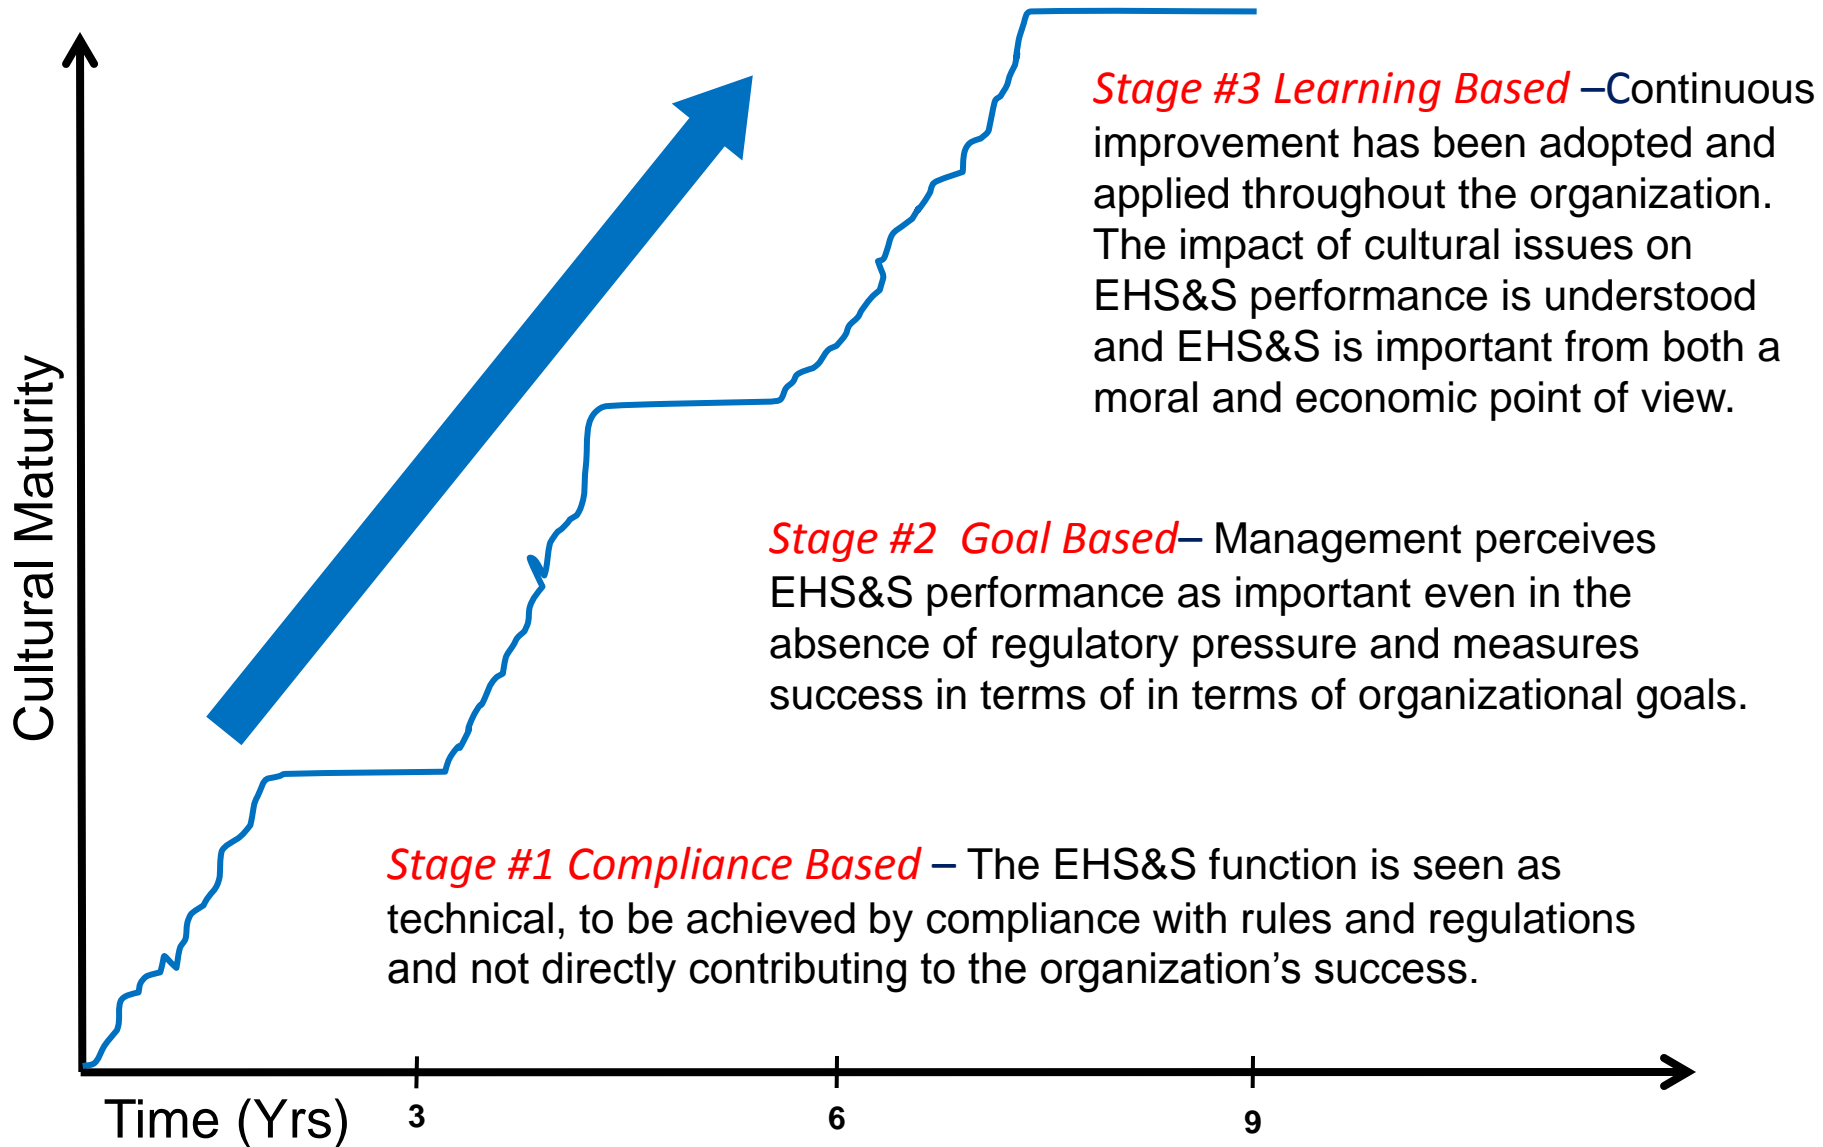 Stage #3 Learning Based –Continuous
improvement has been adopted and
applied throughout the organization.
The impact of cultural issues on
EHS&S performance is understood
and EHS&S is important from both a
moral and economic point of view.
Cultural Maturity
Stage #2 Goal Based– Management perceives
EHS&S performance as important even in the
absence of regulatory pressure and measures
success in terms of in terms of organizational goals.
Stage #1 Compliance Based – The EHS&S function is seen as
technical, to be achieved by compliance with rules and regulations
and not directly contributing to the organization’s success.
Time (Yrs) 3 6 9